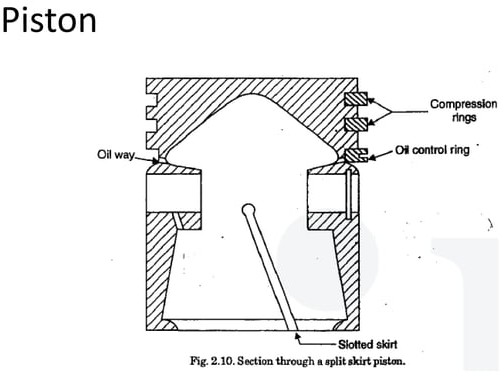 Piston
Compression
rings
Oil control ring
Oil way
Slotted skirt
Fig. 2.10. Section through a split skirt piston.